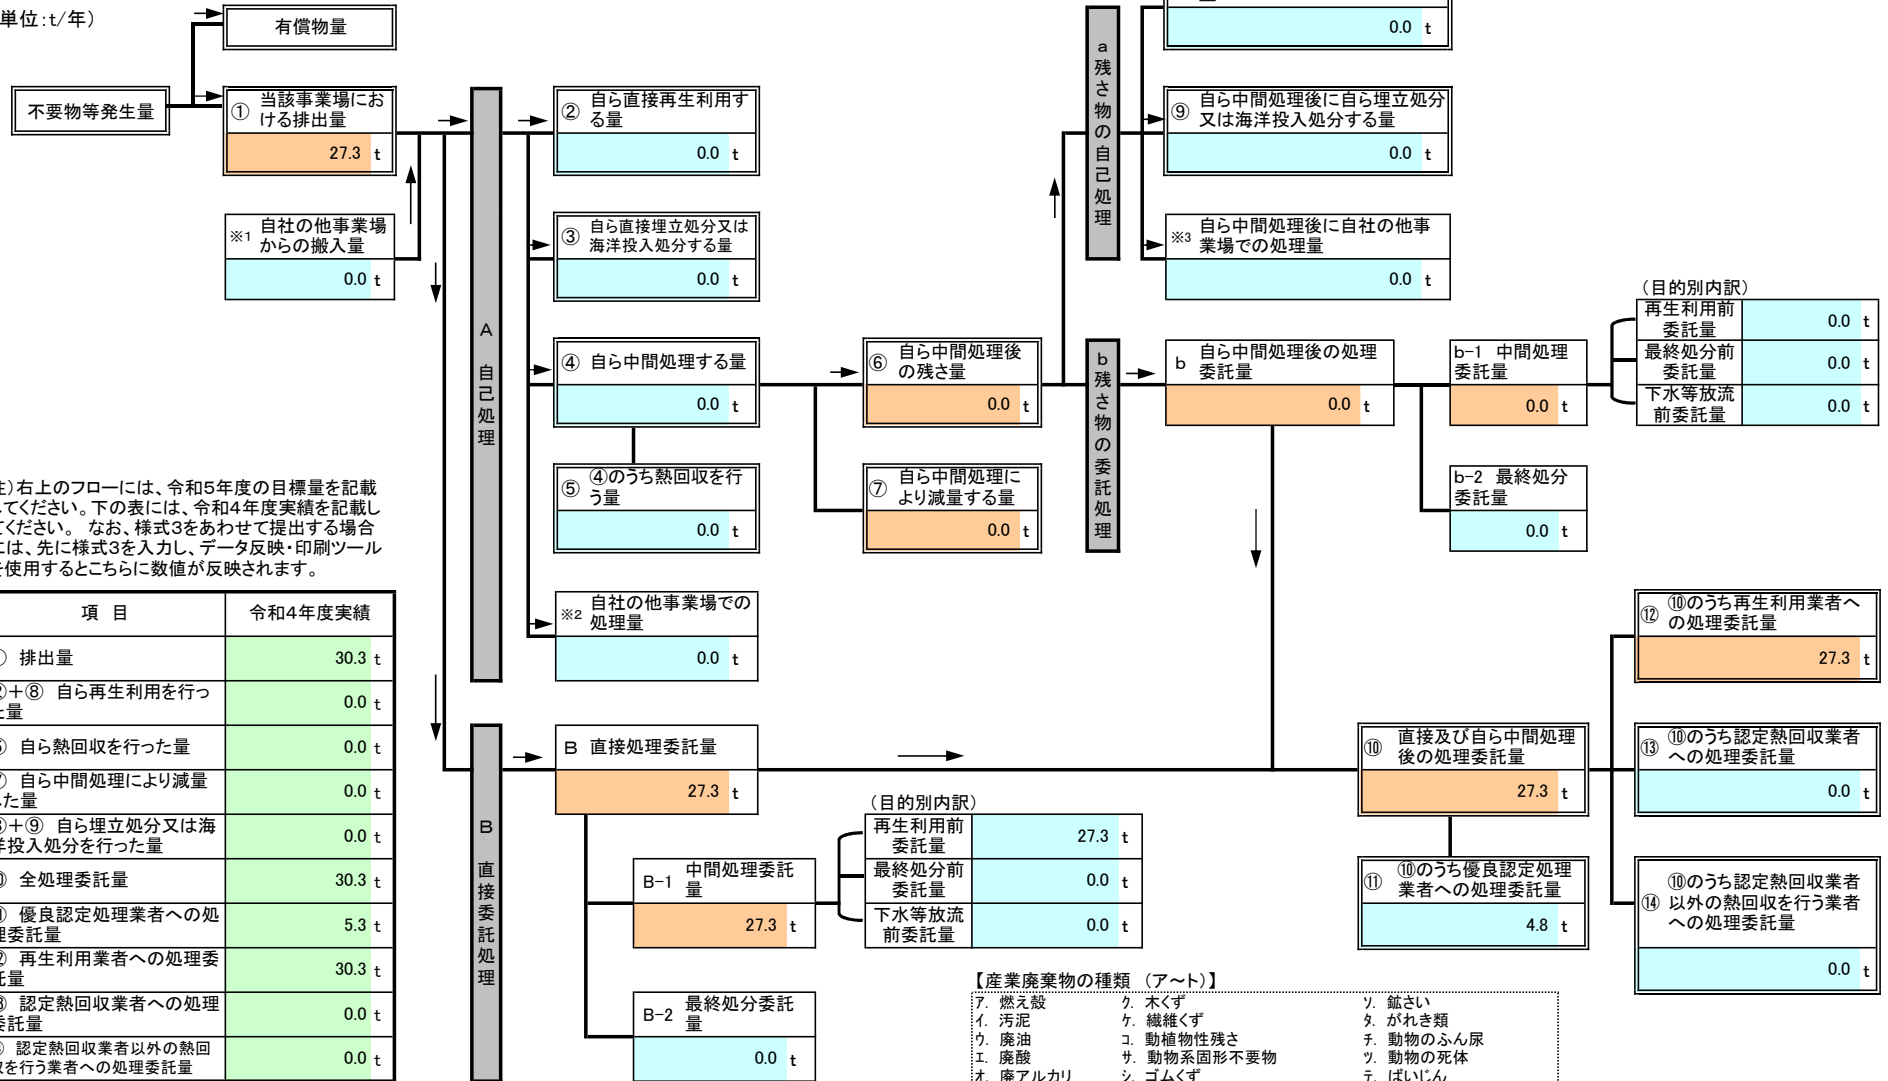 単位:t/年)
有償物量
不要物等発生量
① 当該事業場にお
ける排出量
27.3 t
※1 自社の他事業場
からの搬入量
0.0 t
A 自己処理
② 自ら直接再生利用す
る量
0.0 t
③ 自ら直接埋立処分又は
海洋投入処分する量
0.0 t
④ 自ら中間処理する量
0.0 t
⑤ ④のうち熱回収を行
う量
0.0 t
※2 自社の他事業場での
処理量
0.0 t
⑥ 自ら中間処理後
の残さ量
0.0 t
⑦ 自ら中間処理に
より減量する量
0.0 t
a 残さ物の自己処理
0.0 t
⑨ 自ら中間処理後に自ら埋立処分
又は海洋投入処分する量
0.0 t
※3 自ら中間処理後に自社の他事
業場での処理量
0.0 t
b 残さ物の委託処理
b 自ら中間処理後の処理
委託量
0.0 t
b-1 中間処理
委託量
0.0 t
b-2 最終処分
委託量
0.0 t
(目的別内訳)
再生利用前
委託量 0.0 t
最終処分前
委託量 0.0 t
下水等放流
前委託量 0.0 t
注)右上のフローには、令和5年度の目標量を記載
してください。下の表には、令和4年度実績を記載し
てください。 なお、様式3をあわせて提出する場合
には、先に様式3を入力し、データ反映・印刷ツール
を使用するとこちらに数値が反映されます。
項 目 令和4年度実績
① 排出量 30.3 t
②+⑧ 自ら再生利用を行っ
た量 0.0 t
⑤ 自ら熱回収を行った量 0.0 t
⑦ 自ら中間処理により減量
した量 0.0 t
③+⑨ 自ら埋立処分又は海
洋投入処分を行った量 0.0 t
⑩ 全処理委託量 30.3 t
⑪ 優良認定処理業者への処
理委託量 5.3 t
⑫ 再生利用業者への処理委
託量 30.3 t
⑬ 認定熱回収業者への処理
委託量 0.0 t
⑭ 認定熱回収業者以外の熱回
収を行う業者への処理委託量 0.0 t
B 直接委託処理
B 直接処理委託量
27.3 t
B-1 中間処理委託
量
27.3 t
B-2 最終処分委託
量
0.0 t
(目的別内訳)
再生利用前
委託量 27.3 t
最終処分前
委託量 0.0 t
下水等放流
前委託量 0.0 t
⑩ 直接及び自ら中間処理
後の処理委託量
27.3 t
⑪ ⑩のうち優良認定処理
業者への処理委託量
4.8 t
⑫ ⑩のうち再生利用業者へ
の処理委託量
27.3 t
⑬ ⑩のうち認定熱回収業者
への処理委託量
0.0 t
⑭ ⑩のうち認定熱回収業者
以外の熱回収を行う業者
への処理委託量
0.0 t
【産業廃棄物の種類 (ア~ト)】
ア. 燃え殻 ク. 木くず ソ. 鉱さい
イ. 汚泥 ケ. 繊維くず タ. がれき類
ウ. 廃油 コ. 動植物性残さ チ. 動物のふん尿
エ. 廃酸 サ. 動物系固形不要物 ツ. 動物の死体
オ. 廃アルカリ シ. ゴムくず テ. ばいじん